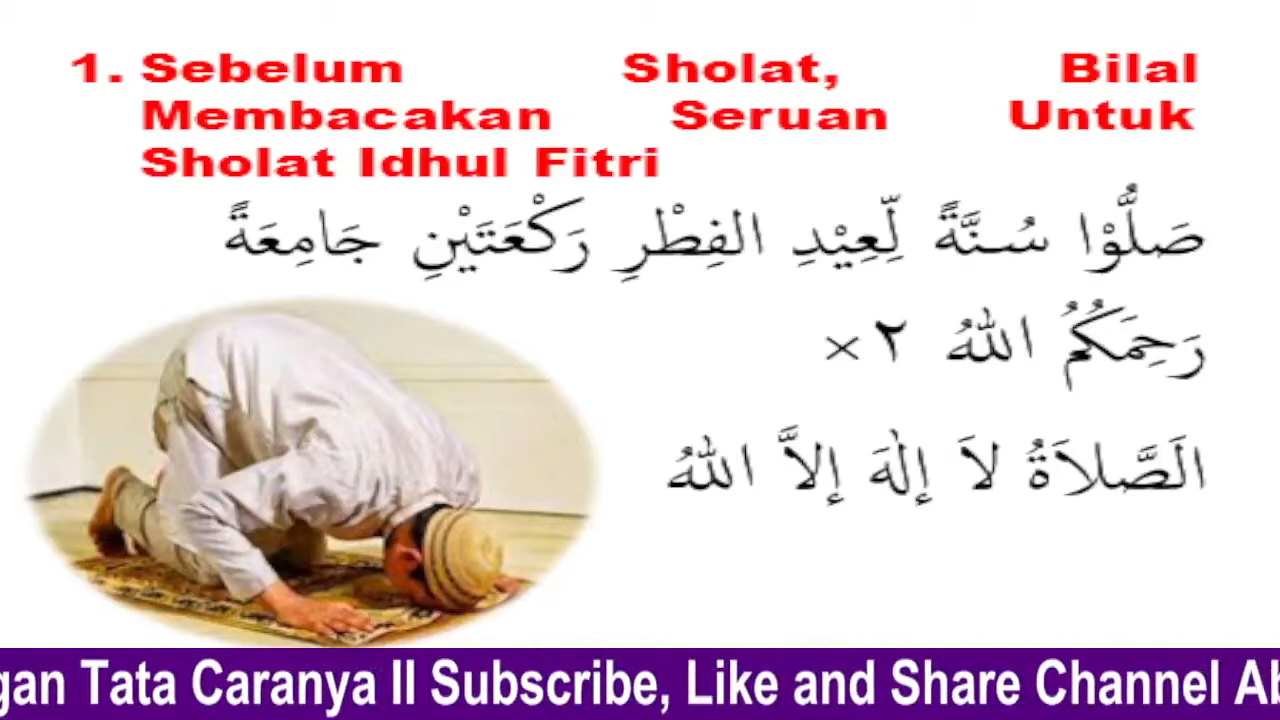 1. Sebelum Sholat, Bilal
Membacakan Seruan Untuk
Sholat Idhul Fitri
صَلُّوْا سُنَّةً لِّعِيْدِ الفِطْرِ رَكْعَتَيْنِ جَامِعَةً
رَحِمَكُمُ اللهُ ٢ ×
الَصَّلاَةُ لاَ إِلٰهَ إِلاَّ اللهُ
gan Tata Caranya II Subscribe, Like and Share Channel Ab